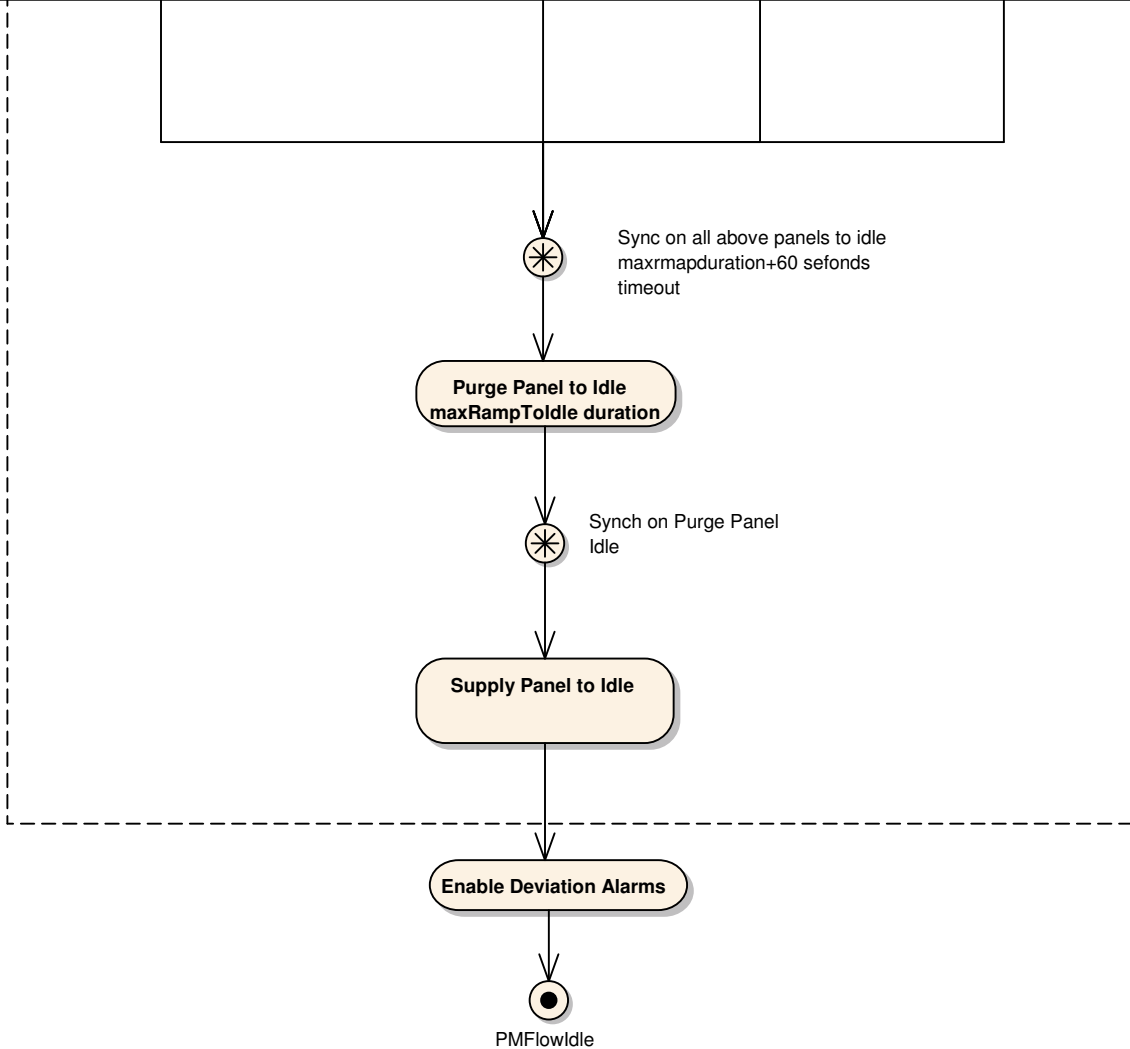 Sync on all above panels to idle
maxrmapduration+60 sefonds
timeout
Purge Panel to Idle
maxRampToIdle duration
Synch on Purge Panel
Idle
Supply Panel to Idle
Enable Deviation Alarms
PMFlowIdle